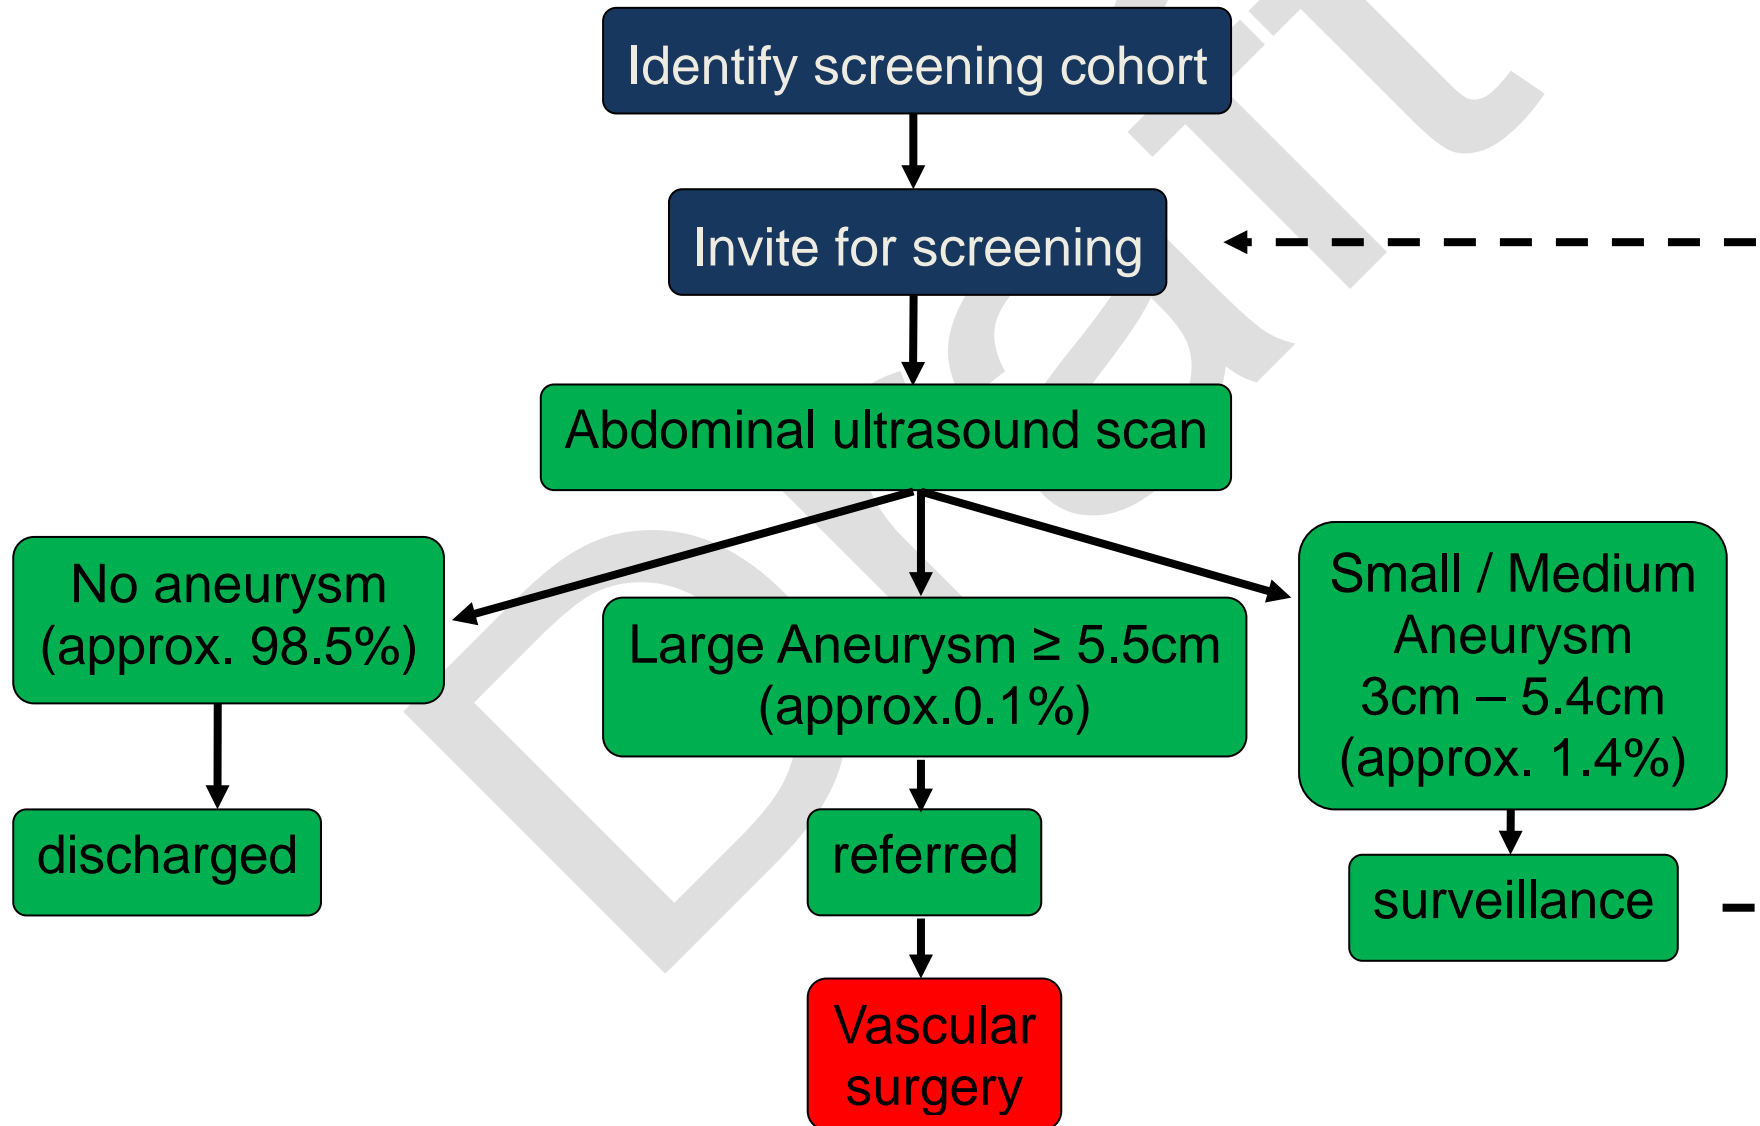 Identify screening cohort
Invite for screening
Abdominal ultrasound scan
No aneurysm
(approx. 98.5%)
Large Aneurysm ≥ 5.5cm
(approx.0.1%)
Small / Medium
Aneurysm
3cm – 5.4cm
(approx. 1.4%)
discharged
referred
surveillance
Vascular
surgery
Draft